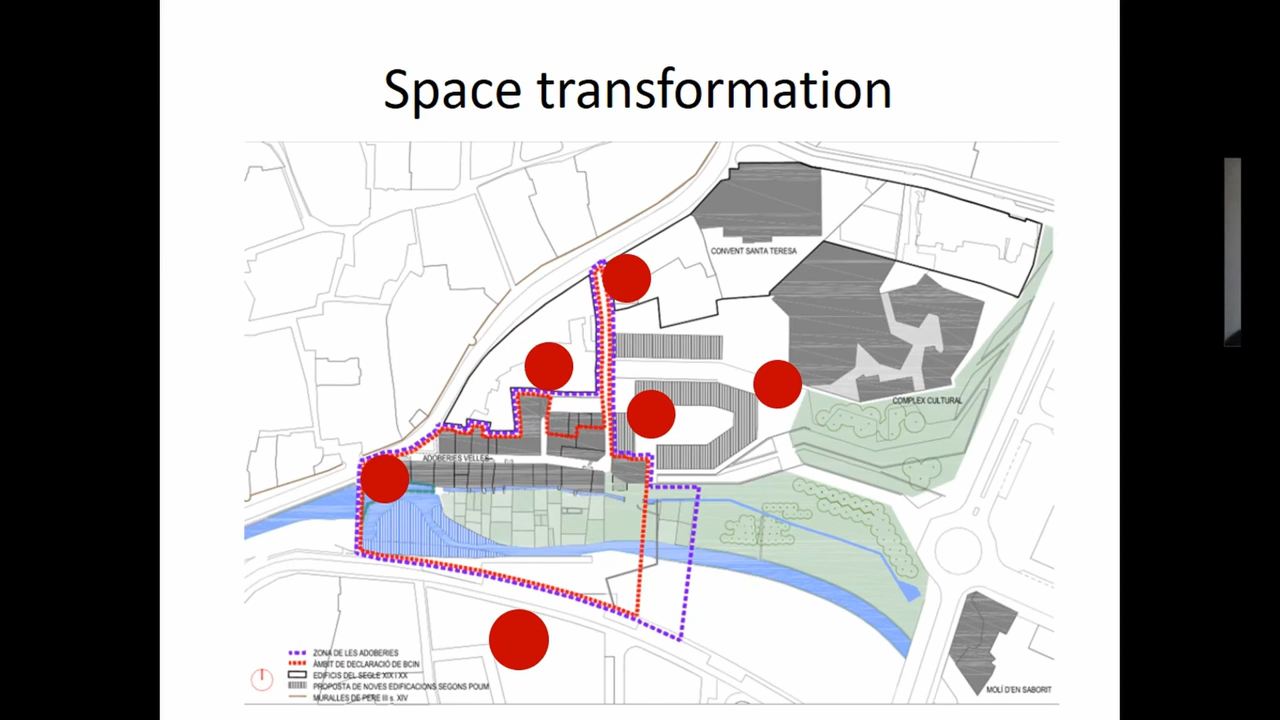 Space transformation
CONVENT SANTA TERESA
COMPLEX CULTURAL
ADOBERIES VELLES
ZONA DE LES ADOBERIES
ÀMBIT DE DECLARACIÓ DE BCIN
EDIFICIS DEL SEGLE XIX I XX
PROPOSTA DE NOVES EDIFICACIONS SEGONS POUM
MURALLES DE PERE III s. XIV
MOLÍ D'EN SABORIT